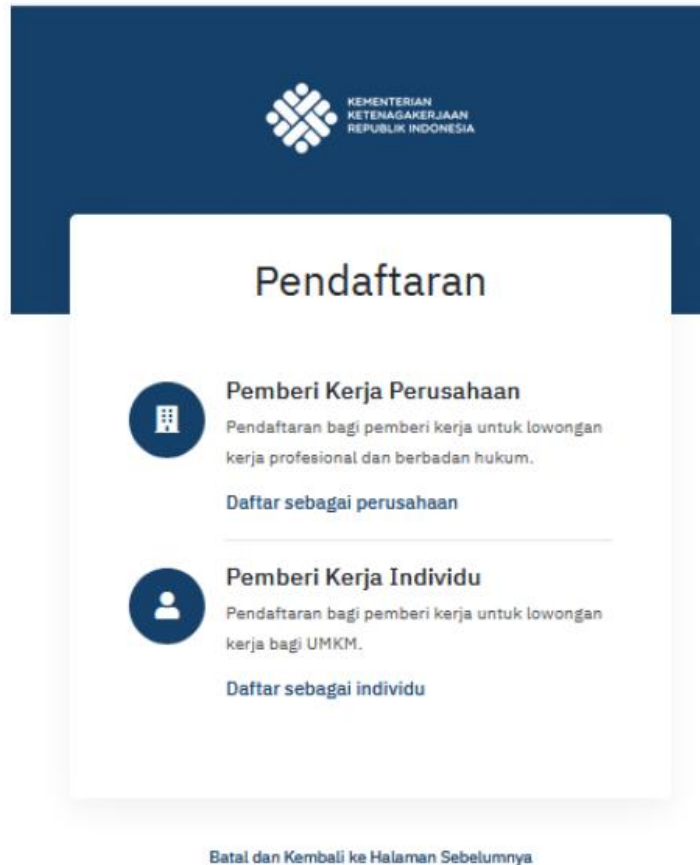 KEMENTERIAN
KETENAGAKERJAAN
REPUBLIK INDONESIA
Pendaftaran
Pemberi Kerja Perusahaan
Pendaftaran bagi pemberi kerja untuk lowongan
kerja profesional dan berbadan hukum.
Daftar sebagai perusahaan
Pemberi Kerja Individu
Pendaftaran bagi pemberi kerja untuk lowongan
kerja bagi UMKM.
Daftar sebagai individu
Batal dan Kembali ke Halaman Sebelumnya